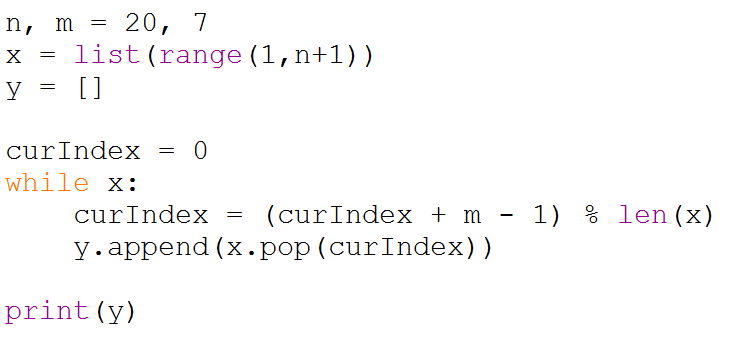 n, m = 20, 7
x = list(range(1,n+1))
y = []
curIndex = 0
while x:
    curIndex = (curIndex + m - 1) % len(x)
    y.append(x.pop(curIndex))
print(y)